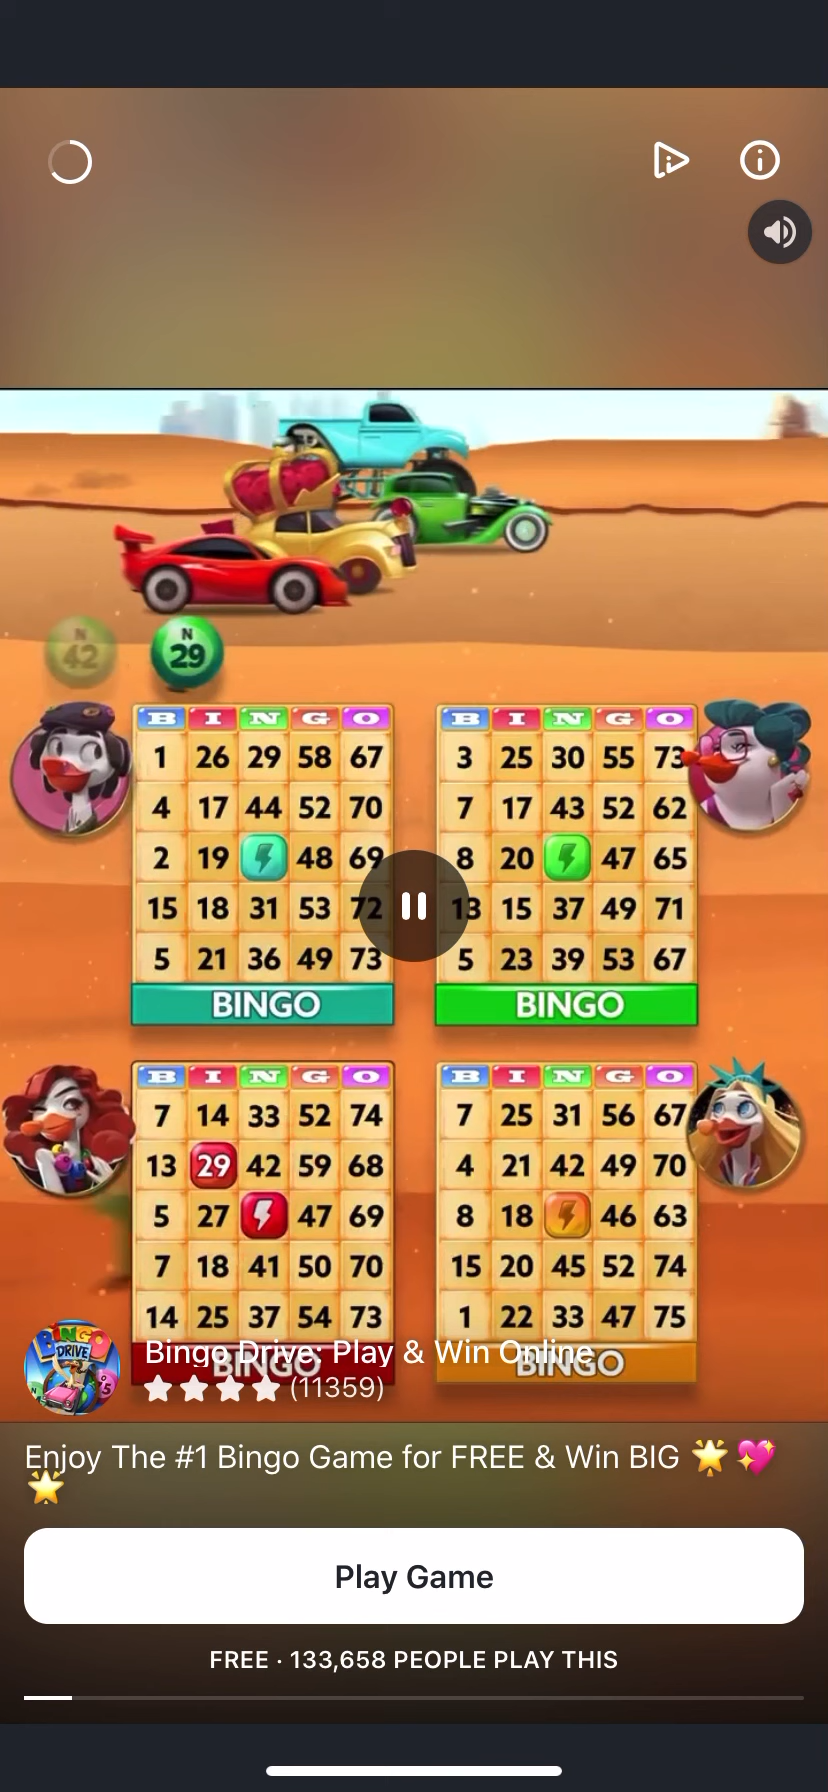 N
42
N
29
B I N G O
1 26 29 58 67
4 17 44 52 70
2 19 48 69
15 18 31 53 72
5 21 36 49 73
BINGO
B I N G O
3 25 30 55 73
7 17 43 52 62
8 20 47 65
13 15 37 49 71
5 23 39 53 67
BINGO
B I N G O
7 14 33 52 74
13 29 42 59 68
5 27 47 69
7 18 41 50 70
14 25 37 54 73
BINGO
B I N G O
7 25 31 56 67
4 21 42 49 70
8 18 46 63
15 20 45 52 74
1 22 33 47 75
BINGO
BINGO
DRIVE
Bingo Drive: Play & Win Online
(11359)
Enjoy The #1 Bingo Game for FREE & Win BIG 🌟 💖
🌟
Play Game
FREE · 133,658 PEOPLE PLAY THIS